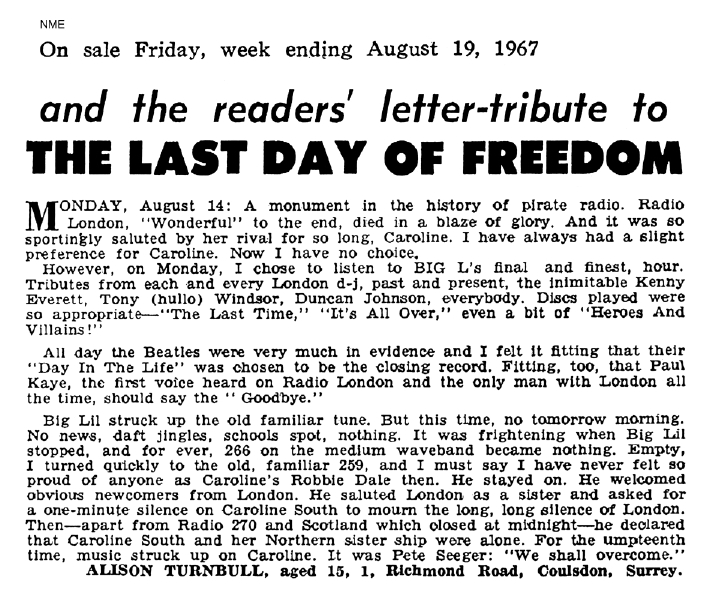 NME
On sale Friday, week ending August 19, 1967
and the readers' letter-tribute to
THE LAST DAY OF FREEDOM
MONDAY, August 14: A monument in the history of pirate radio. Radio
London, "Wonderful" to the end, died in a blaze of glory. And it was so
sportingly saluted by her rival for so long, Caroline. I have always had a slight
preference for Caroline. Now I have no choice.
However, on Monday, I chose to listen to BIG L's final and finest, hour.
Tributes from each and every London d-j, past and present, the inimitable Kenny
Everett, Tony (hullo) Windsor, Duncan Johnson, everybody. Discs played were
so appropriate—"The Last Time," "It's All Over," even a bit of "Heroes And
Villains!"
All day the Beatles were very much in evidence and I felt it fitting that their
"Day In The Life" was chosen to be the closing record. Fitting, too, that Paul
Kaye, the first voice heard on Radio London and the only man with London all
the time, should say the " Goodbye."
Big Lil struck up the old familiar tune. But this time, no tomorrow morning.
No news, daft jingles, schools spot, nothing. It was frightening when Big Lil
stopped, and for ever, 266 on the medium waveband became nothing. Empty,
I turned quickly to the old, familiar 259, and I must say I have never felt so
proud of anyone as Caroline's Robbie Dale then. He stayed on. He welcomed
obvious newcomers from London. He saluted London as a sister and asked for
a one-minute silence on Caroline South to mourn the long, long silence of London.
Then—apart from Radio 270 and Scotland which closed at midnight—he declared
that Caroline South and her Northern sister ship were alone. For the umpteenth
time, music struck up on Caroline. It was Pete Seeger: "We shall overcome."
ALISON TURNBULL, aged 15, 1, Richmond Road, Coulsdon, Surrey.